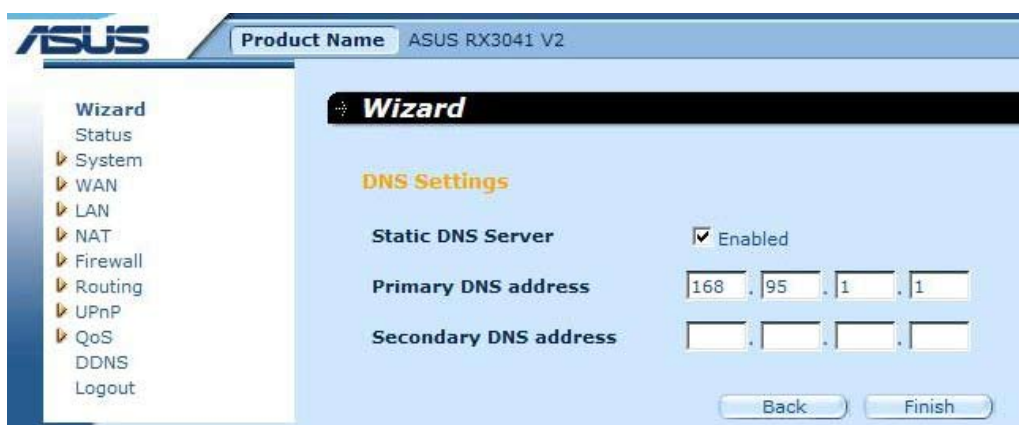 ASUS
Product Name ASUS RX3041 V2
Wizard
Status
System
WAN
LAN
NAT
Firewall
Routing
UPnP
QoS
DDNS
Logout
Wizard
DNS Settings
Static DNS Server Enabled
Primary DNS address 168 . 95 . 1 . 1
Secondary DNS address . . .
Back Finish